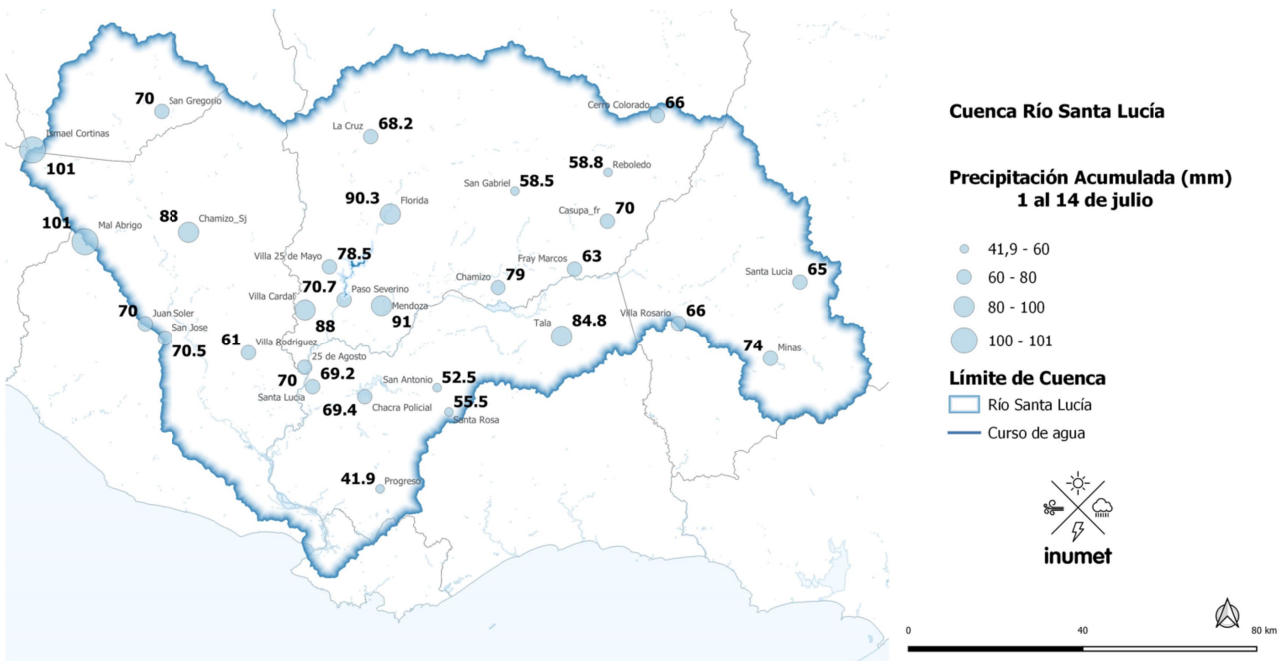 70
San Gregorio
Ismael Cortinas
101
La Cruz
68.2
Cerro Colorado
66
58.8
Reboledo
San Gabriel
58.5
90.3
Florida
Casupa_fr
70
101
Mal Abrigo
88
Chamizo_Sj
Villa 25 de Mayo
78.5
Fray Marcos
63
Chamizo
79
Santa Lucia
65
70.7
Paso Severino
Villa Cardal
88
Mendoza
91
Tala
84.8
Villa Rosario
66
70
Juan Soler
San Jose
70.5
61
Villa Rodriguez
74
Minas
25 de Agosto
69.2
70
Santa Lucia
San Antonio
52.5
69.4
Chacra Policial
55.5
Santa Rosa
41.9
Progreso
Cuenca Río Santa Lucía
Precipitación Acumulada (mm)
1 al 14 de julio
41,9 - 60
60 - 80
80 - 100
100 - 101
Límite de Cuenca
Río Santa Lucía
Curso de agua
inumet
0
40
80 km